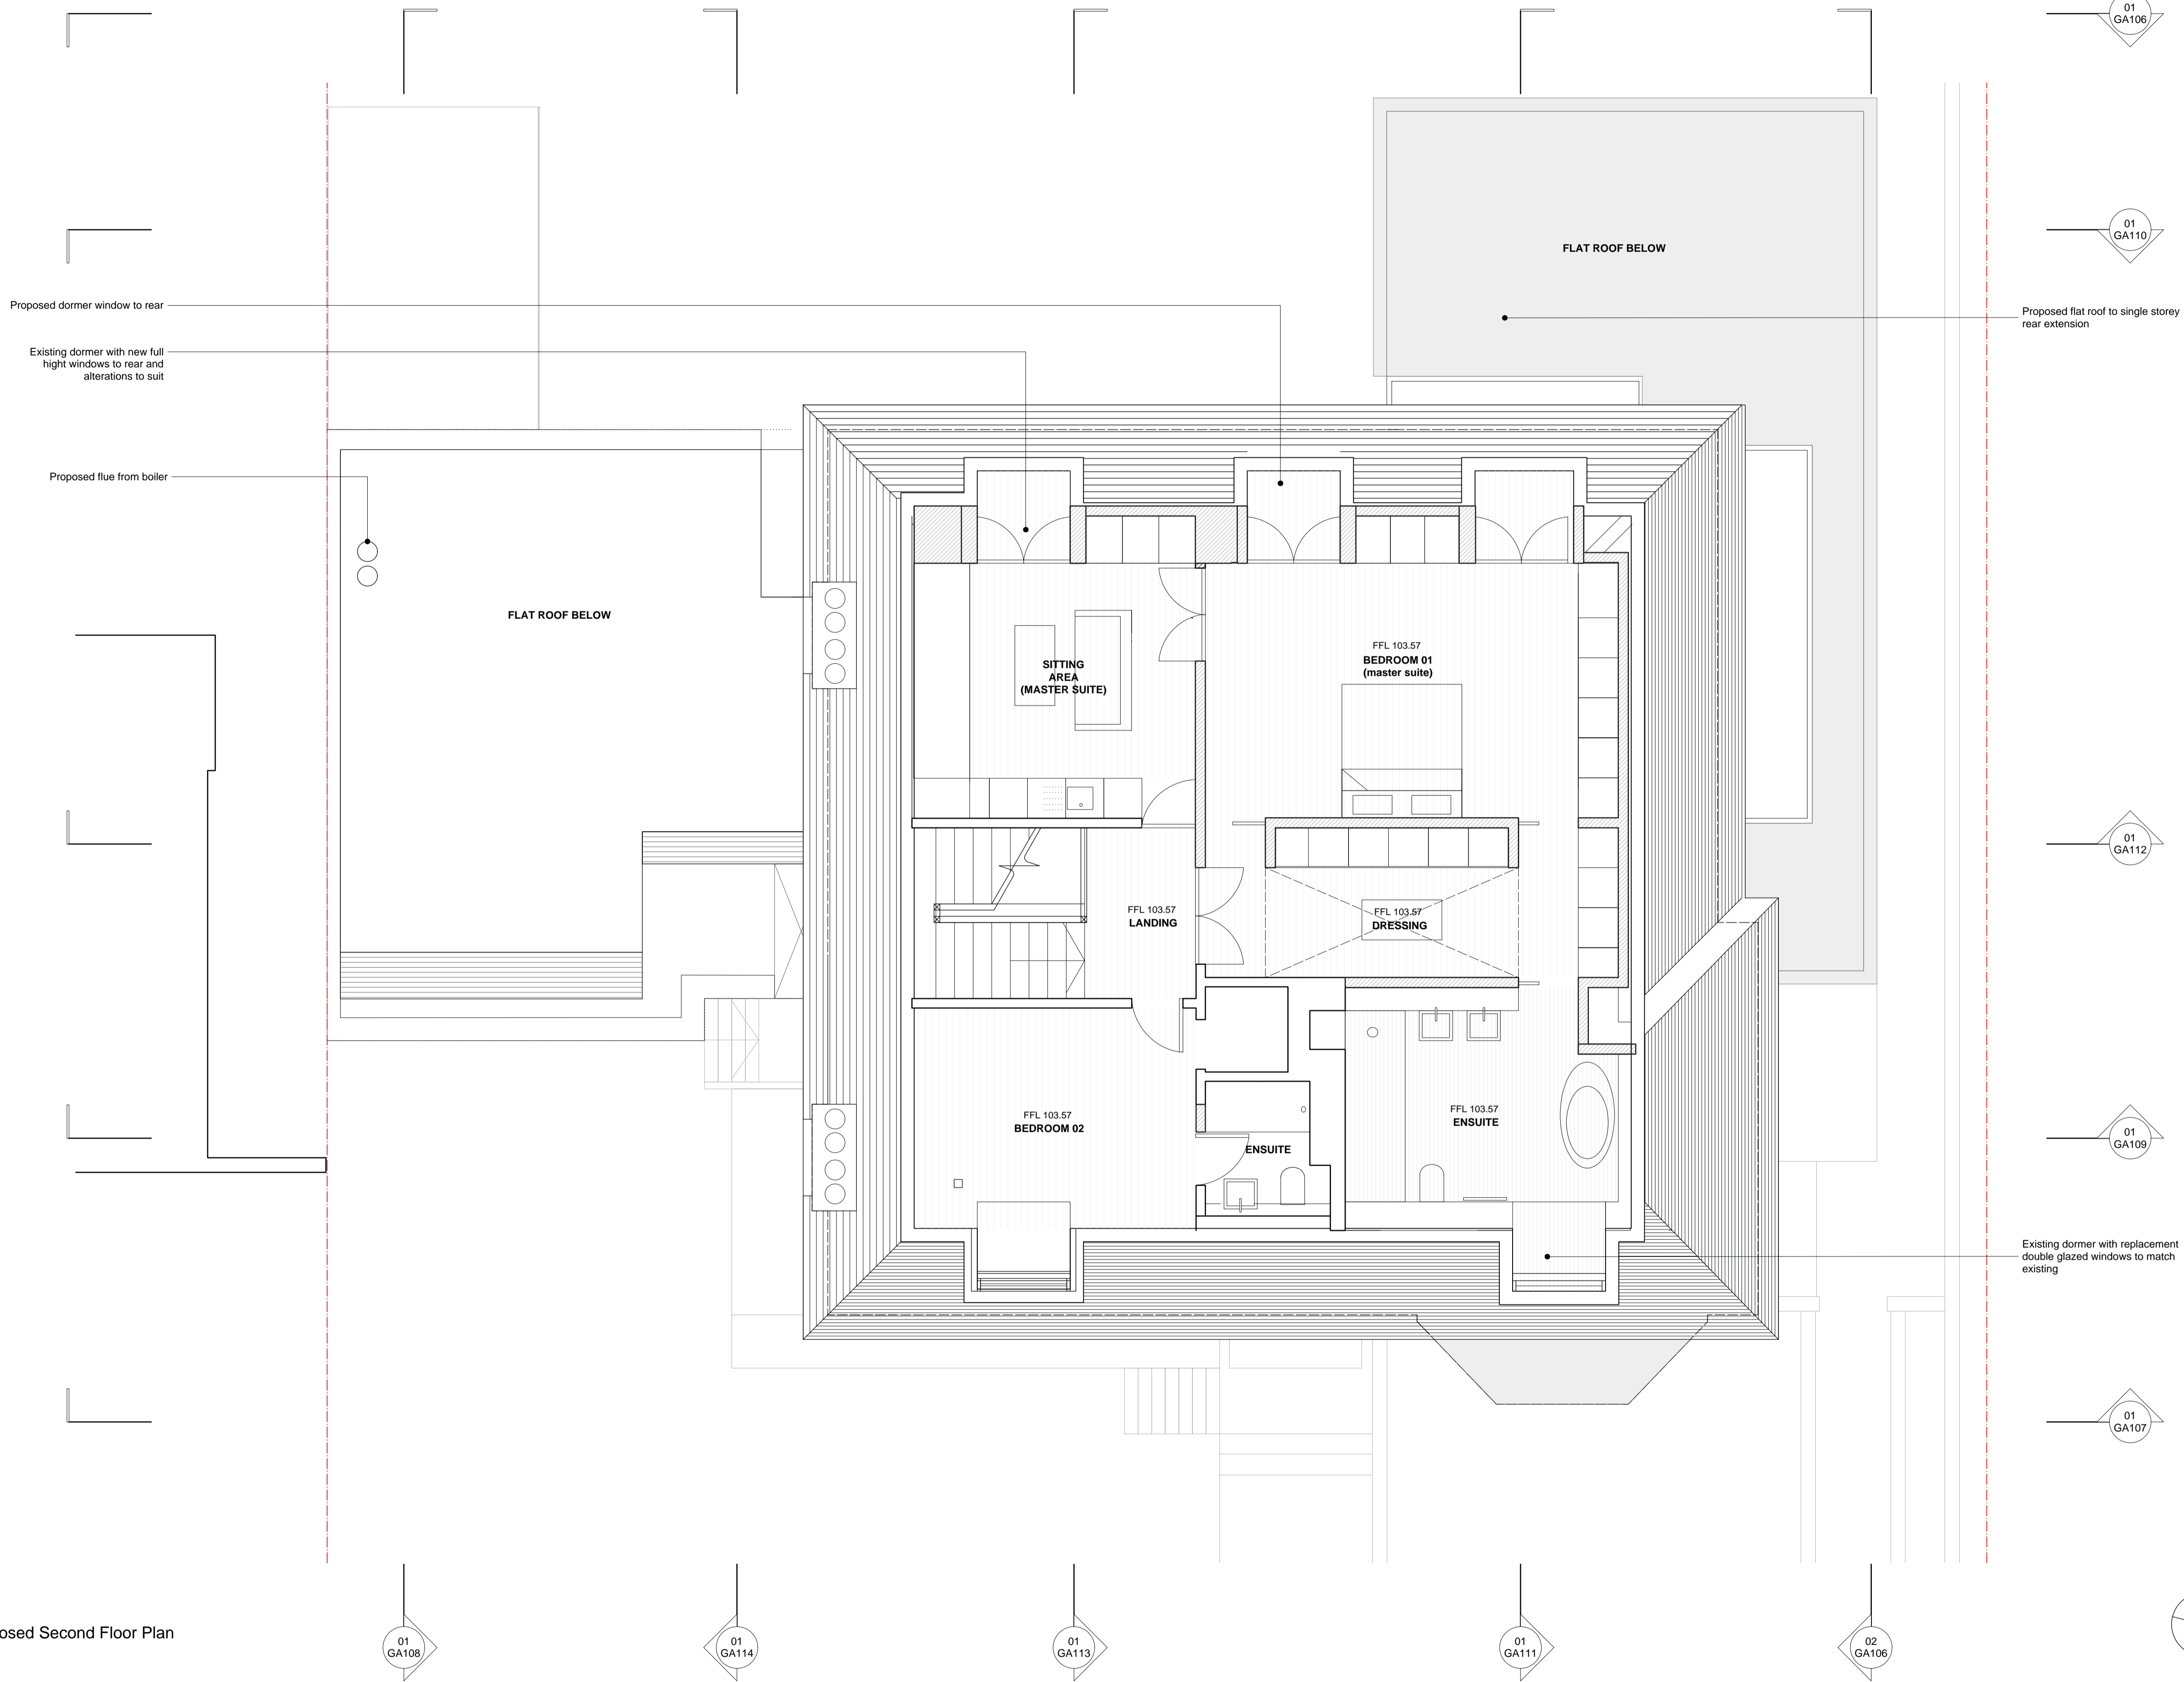 01
GA106
01
GA110
FLAT ROOF BELOW
Proposed dormer window to rear
Proposed flat roof to single storey
rear extension
Existing dormer with new full
hight windows to rear and
alterations to suit
Proposed flue from boiler
FLAT ROOF BELOW
FFL 103.57
BEDROOM 01
(master suite)
SITTING
AREA
(MASTER SUITE)
01
GA112
FFL 103.57
LANDING
FFL 103.57
DRESSING
FFL 103.57
BEDROOM 02
FFL 103.57
ENSUITE
ENSUITE
01
GA109
Existing dormer with replacement
double glazed windows to match
existing
01
GA107
osed Second Floor Plan
01
GA108
01
GA114
01
GA113
01
GA111
02
GA106